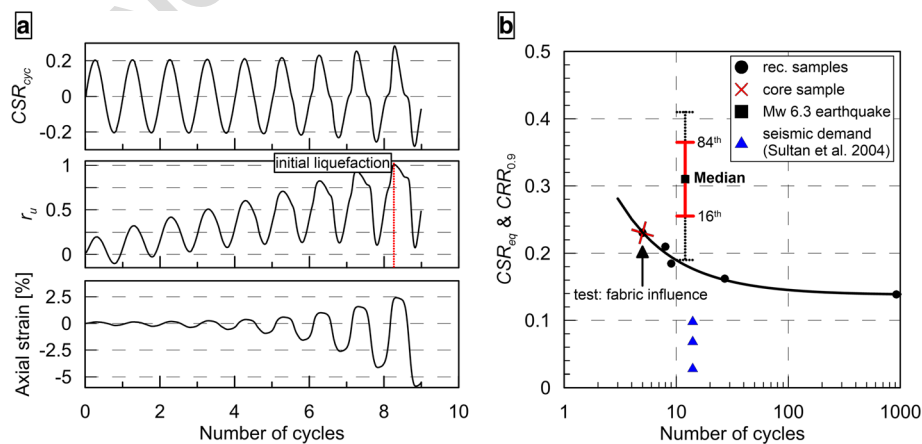 a
CSRcyc
0.2
0
-0.2
initial liquefaction
ru
1
0.5
0
Axial strain [%]
2.5
0
-2.5
-5
0 2 4 6 8 10
Number of cycles
b
CSReq & CRR0.9
0.5
0.4
0.3
0.2
0.1
0
rec. samples
core sample
Mw 6.3 earthquake
seismic demand
(Sultan et al. 2004)
84th
Median
16th
test: fabric influence
1 10 100 1000
Number of cycles